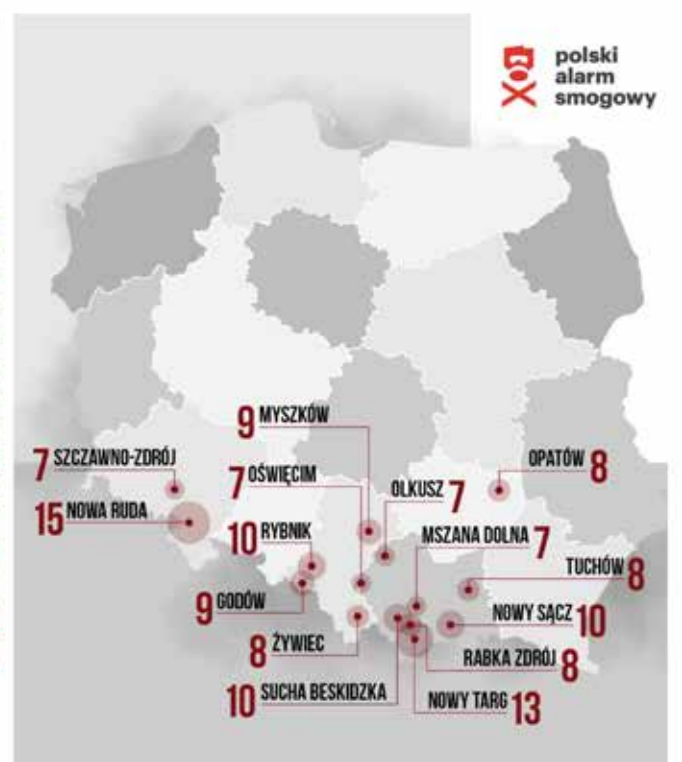 polski
alarm
smogowy
9 MYSZKÓW
7 SZCZAWNO-ZDRÓJ
7 OŚWIĘCIM
OPATÓW 8
OLKUSZ 7
15 NOWA RUDA
10 RYBNIK
MSZANA DOLNA 7
TUCHÓW 8
9 GODÓW
NOWY SĄCZ 10
8 ŻYWIEC
RABKA ZDRÓJ 8
10 SUCHA BESKIDZKA
NOWY TARG 13